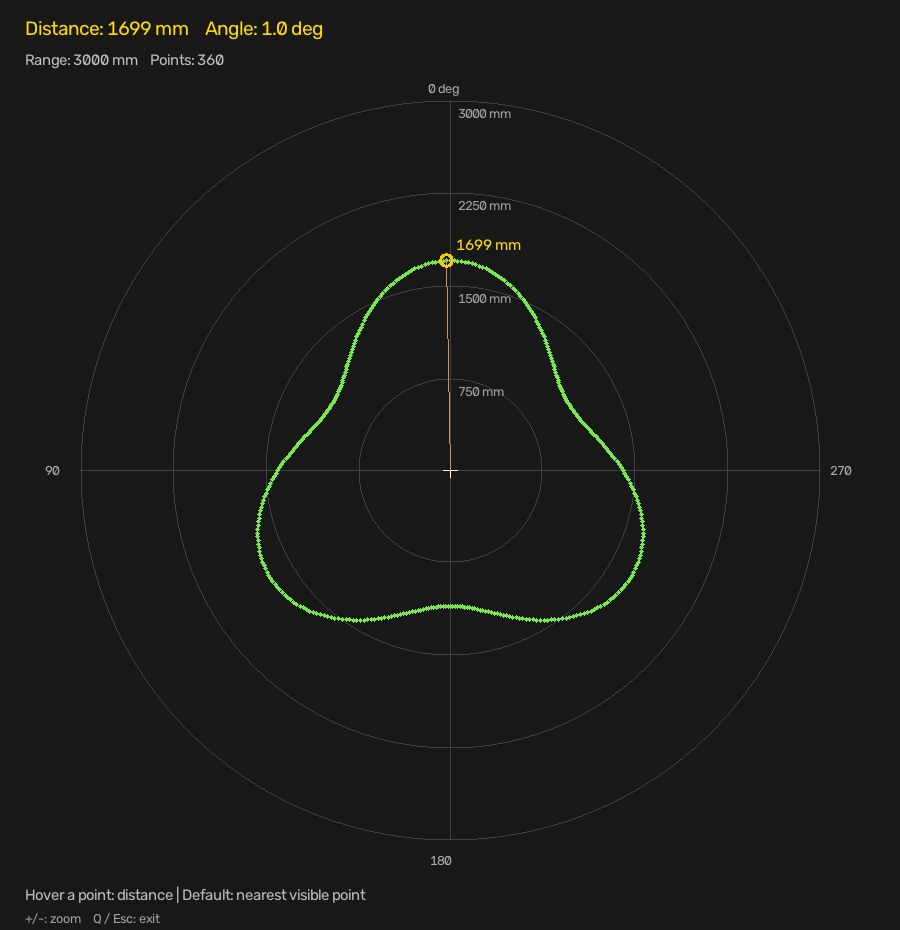 Distance: 1699 mm Angle: 1.0 deg
Range: 3000 mm Points: 360
0 deg
3000 mm
2250 mm
1699 mm
1500 mm
750 mm
90
270
180
Hover a point: distance | Default: nearest visible point
+/-: zoom Q / Esc: exit